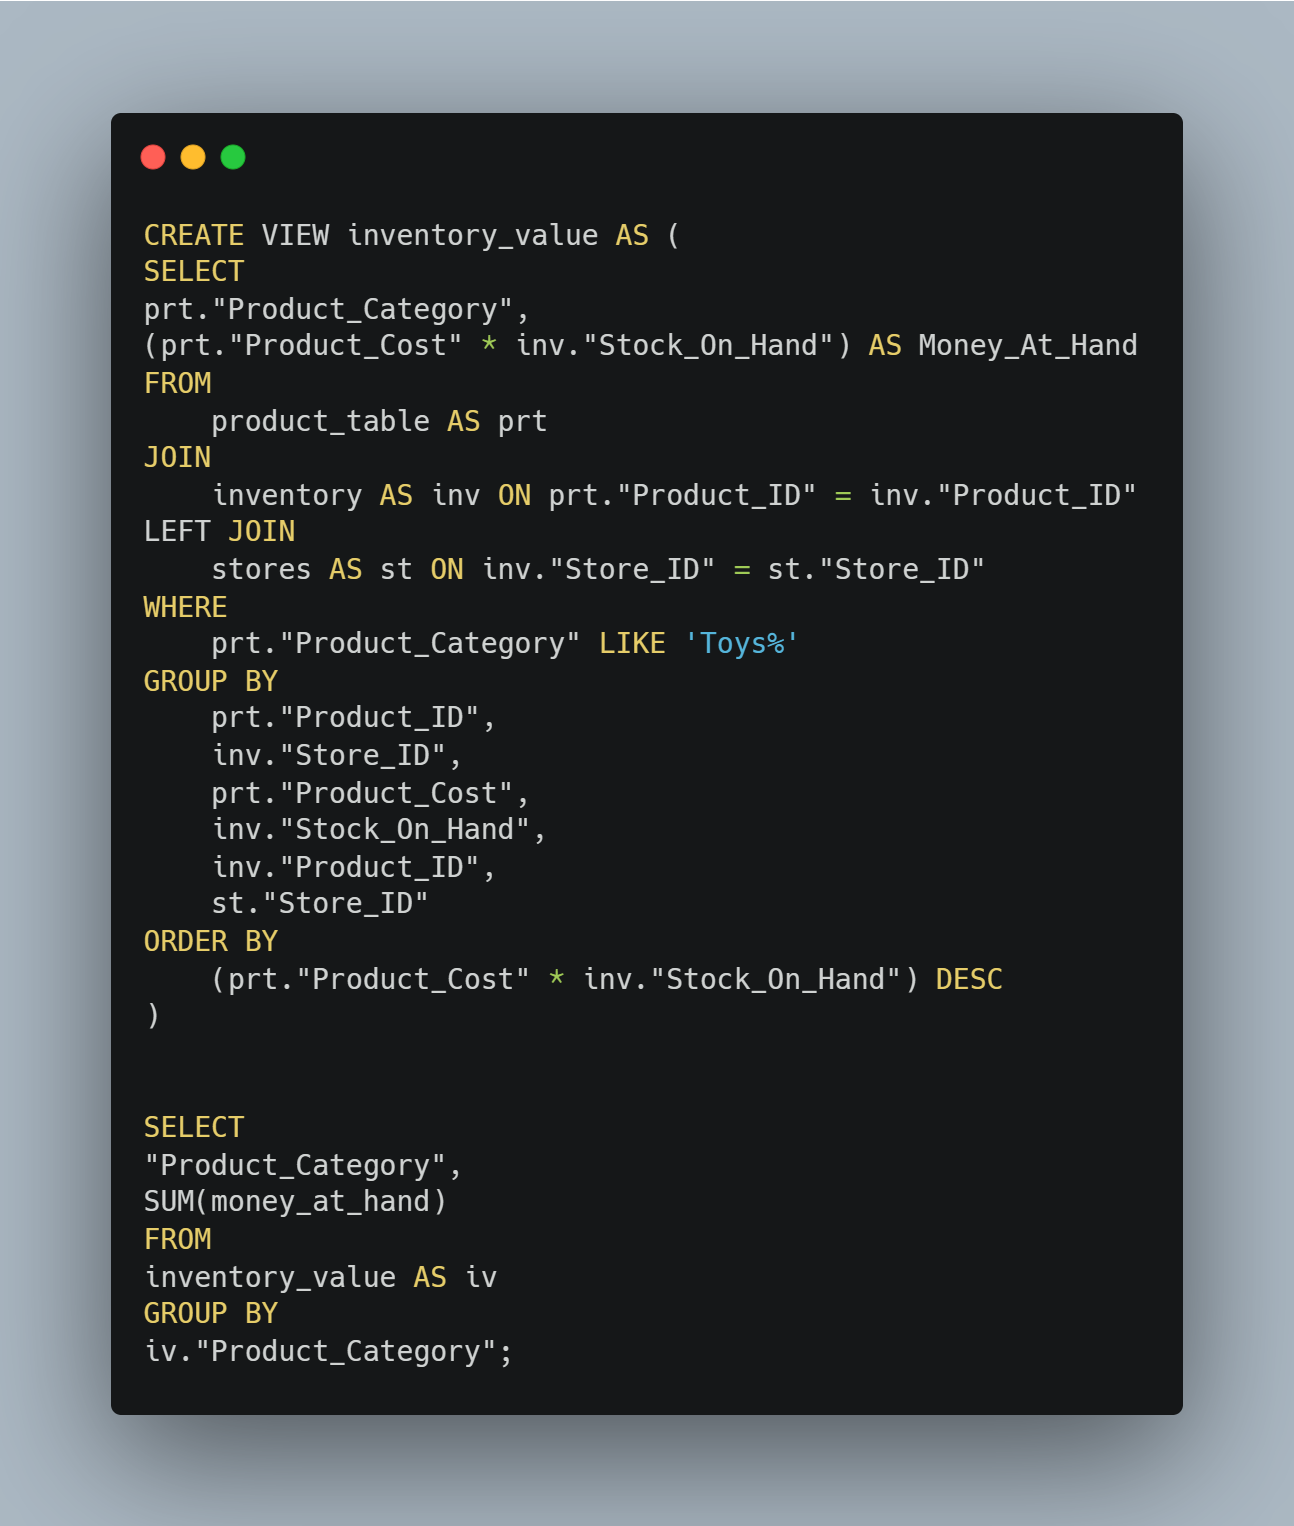 CREATE VIEW inventory_value AS (
SELECT
prt."Product_Category",
(prt."Product_Cost" * inv."Stock_On_Hand") AS Money_At_Hand
FROM
    product_table AS prt
JOIN
    inventory AS inv ON prt."Product_ID" = inv."Product_ID"
LEFT JOIN
    stores AS st ON inv."Store_ID" = st."Store_ID"
WHERE
    prt."Product_Category" LIKE 'Toys%'
GROUP BY
    prt."Product_ID",
    inv."Store_ID",
    prt."Product_Cost",
    inv."Stock_On_Hand",
    inv."Product_ID",
    st."Store_ID"
ORDER BY
    (prt."Product_Cost" * inv."Stock_On_Hand") DESC
)
SELECT
"Product_Category",
SUM(money_at_hand)
FROM
inventory_value AS iv
GROUP BY
iv."Product_Category";